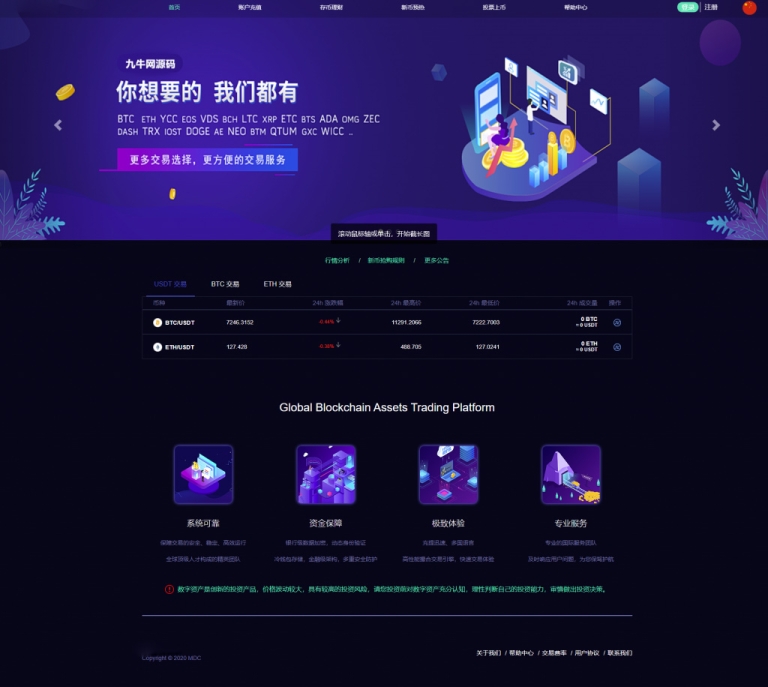 首页 账户充值 存币理财 新币预热 股票上币 帮助中心 登录 | 注册
九牛网源码
你想要的 我们都有
BTC ETH YCC EOS VDS BCH LTC XRP ETC BTS ADA OMG ZEC
DASH TRX IOST DOGE AE NEO BTM QTUM GXC WICC ...
更多交易选择，更方便的交易服务
滚动鼠标轴或单击，开始截长图
行情分析 / 新币抢购规则 / 更多公告
USDT 交易 BTC 交易 ETH 交易
币种 最新价 24h 涨跌幅 24h 最高价 24h 最低价 24h 成交量 操作
BTC/USDT 7246.3152 11291.2066 7222.7003 0 BTC
≈ 0 USDT
ETH/USDT 127.428 488.705 127.0241 0 ETH
≈ 0 USDT
Global Blockchain Assets Trading Platform
系统可靠 资金保障 极致体验 专业服务
保障交易的安全、稳定、高效运行 银行级数据加密，动态身份验证 充提迅速、多国语言 专业的国际服务团队
全球顶级人才构成的精英团队 冷钱包存储，金融级架构，多重安全防护 高性能撮合交易引擎，快速交易体验 及时响应用户问题，为您保驾护航
数字资产是创新的投资产品，价格波动较大，具有较高的投资风险，请您投资前对数字资产充分认知，理性判断自己的投资能力，审慎做出投资决策。
关于我们 / 帮助中心 / 交易费率 / 用户协议 / 联系我们
Copyright © 2020 MDC